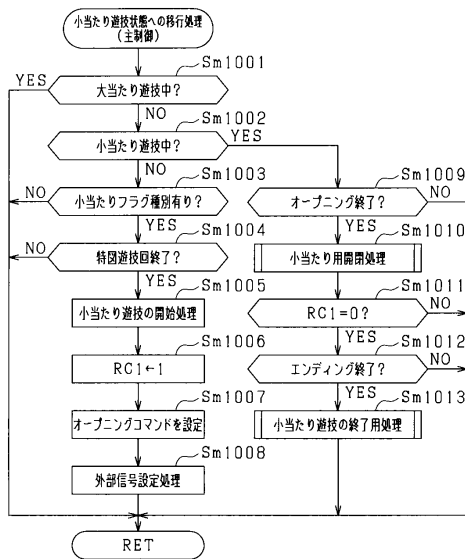 小当たり遊技状態への移行処理
(主制御)
Sm1001
YES
大当たり遊技中?
NO
Sm1002
小当たり遊技中?
YES
NO
Sm1003
NO
小当たりフラグ種別有り?
YES
Sm1004
NO
特図遊技回終了?
YES
Sm1005
小当たり遊技の開始処理
Sm1006
RC1←1
Sm1007
オープニングコマンドを設定
Sm1008
外部信号設定処理
Sm1009
オープニング終了?
NO
YES
Sm1010
小当たり用開閉処理
Sm1011
RC1=0?
NO
YES
Sm1012
エンディング終了?
NO
YES
Sm1013
小当たり遊技の終了用処理
RET